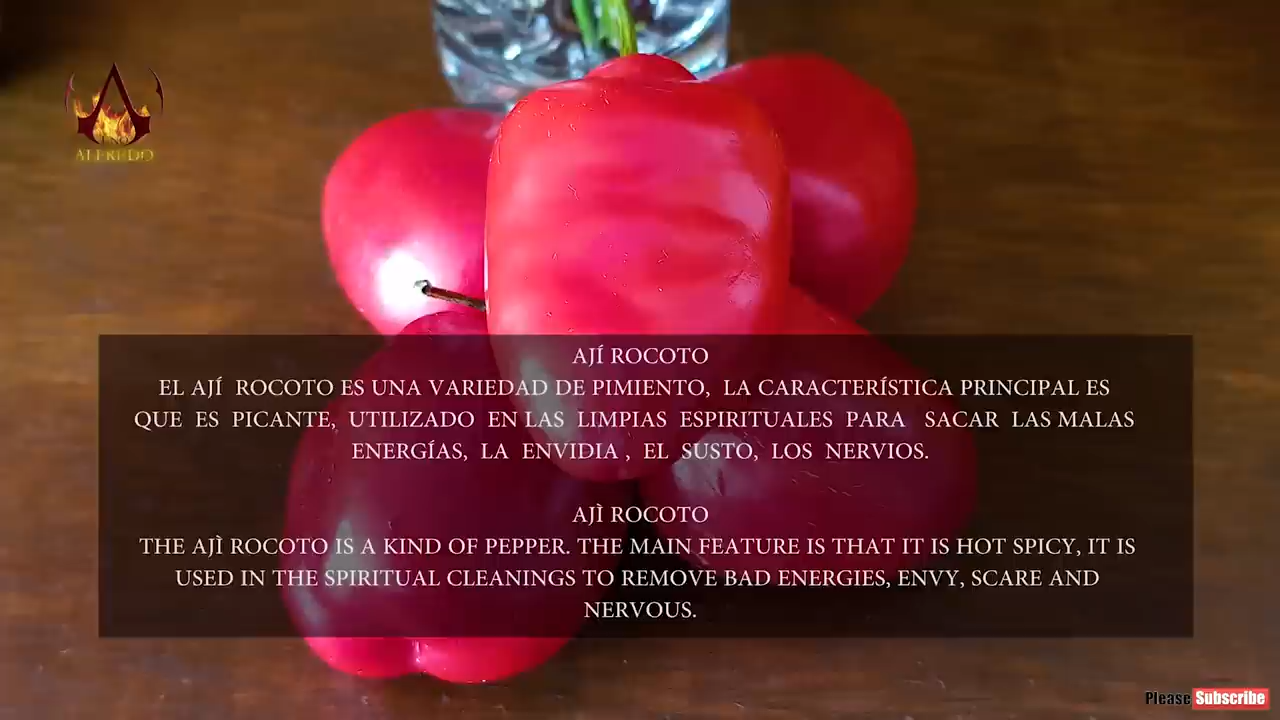 ALFREDO
AJÍ ROCOTO
EL AJÍ ROCOTO ES UNA VARIEDAD DE PIMIENTO, LA CARACTERÍSTICA PRINCIPAL ES
QUE ES PICANTE, UTILIZADO EN LAS LIMPIAS ESPIRITUALES PARA SACAR LAS MALAS
ENERGÍAS, LA ENVIDIA , EL SUSTO, LOS NERVIOS.
AJÌ ROCOTO
THE AJÌ ROCOTO IS A KIND OF PEPPER. THE MAIN FEATURE IS THAT IT IS HOT SPICY, IT IS
USED IN THE SPIRITUAL CLEANINGS TO REMOVE BAD ENERGIES, ENVY, SCARE AND
NERVOUS.
Please Subscribe